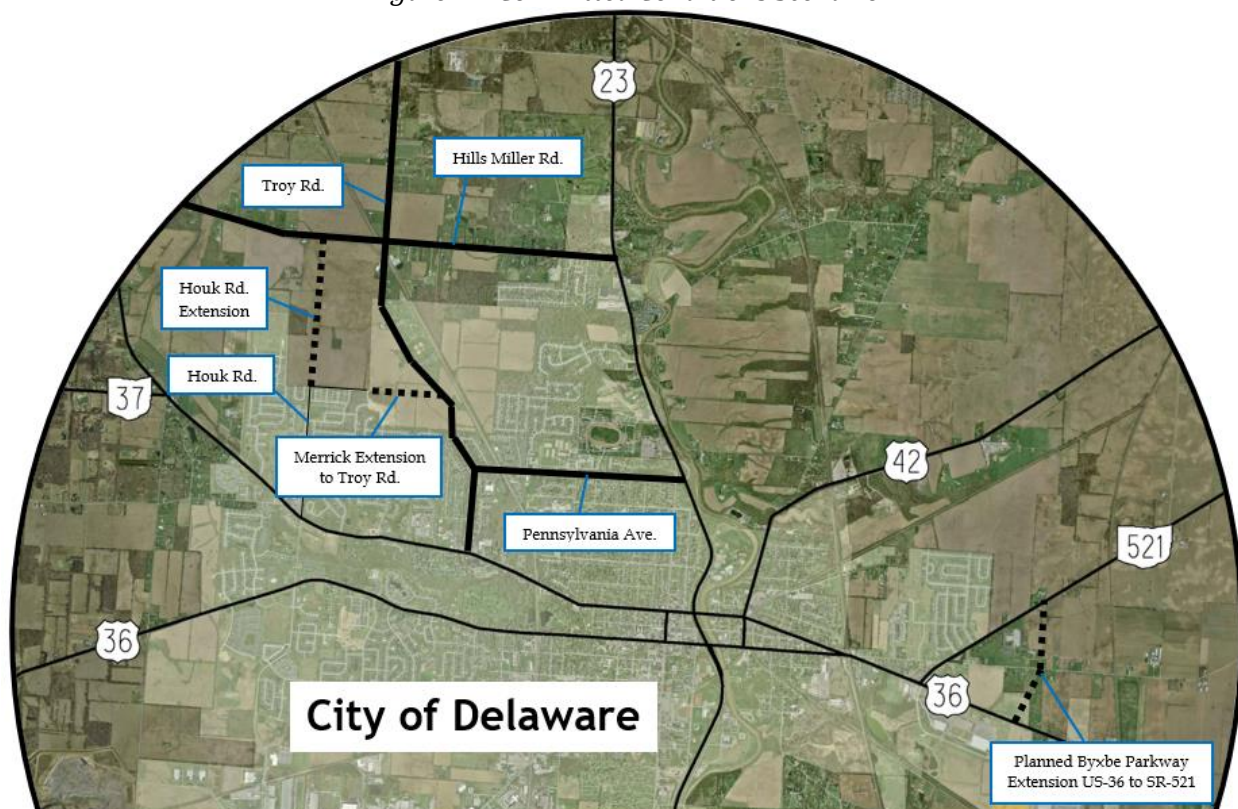 23
Hills Miller Rd.
Troy Rd.
Houk Rd.
Extension
Houk Rd.
37
Merrick Extension
to Troy Rd.
42
Pennsylvania Ave.
521
36
36
City of Delaware
Planned Byxbe Parkway
Extension US-36 to SR-521